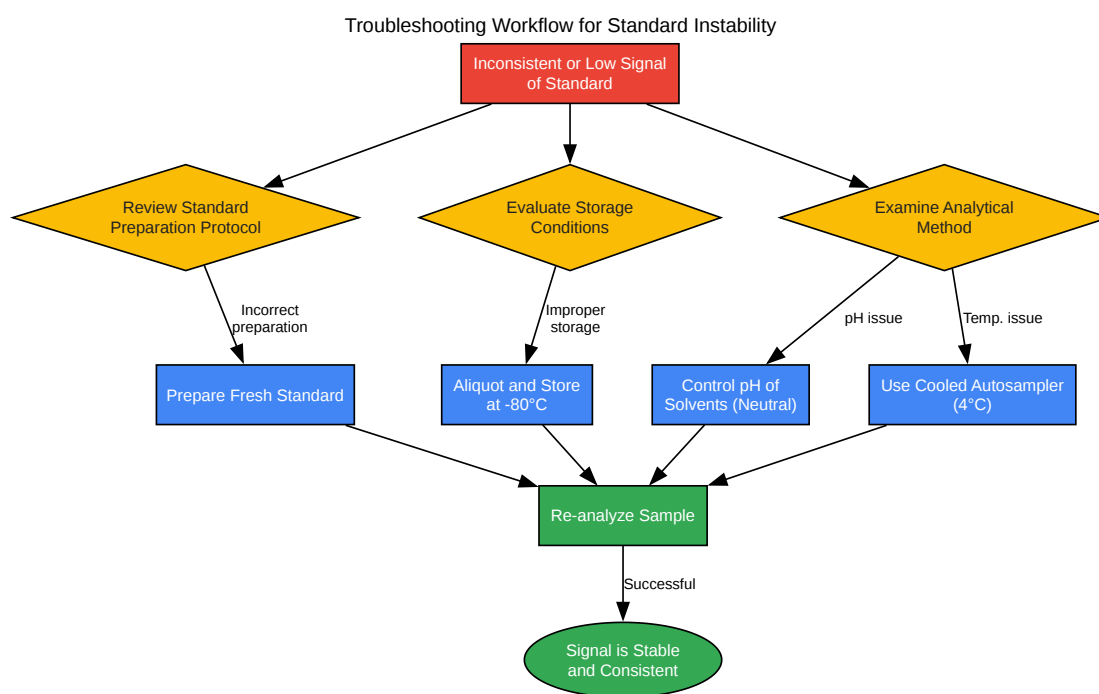 Troubleshooting Workflow for Standard Instability
Inconsistent or Low Signal
of Standard
Review Standard
Preparation Protocol
Evaluate Storage
Conditions
Examine Analytical
Method
Incorrect
preparation
Improper
storage
pH issue
Temp. issue
Prepare Fresh Standard
Aliquot and Store
at -80°C
Control pH of
Solvents (Neutral)
Use Cooled Autosampler
(4°C)
Re-analyze Sample
Successful
Signal is Stable
and Consistent